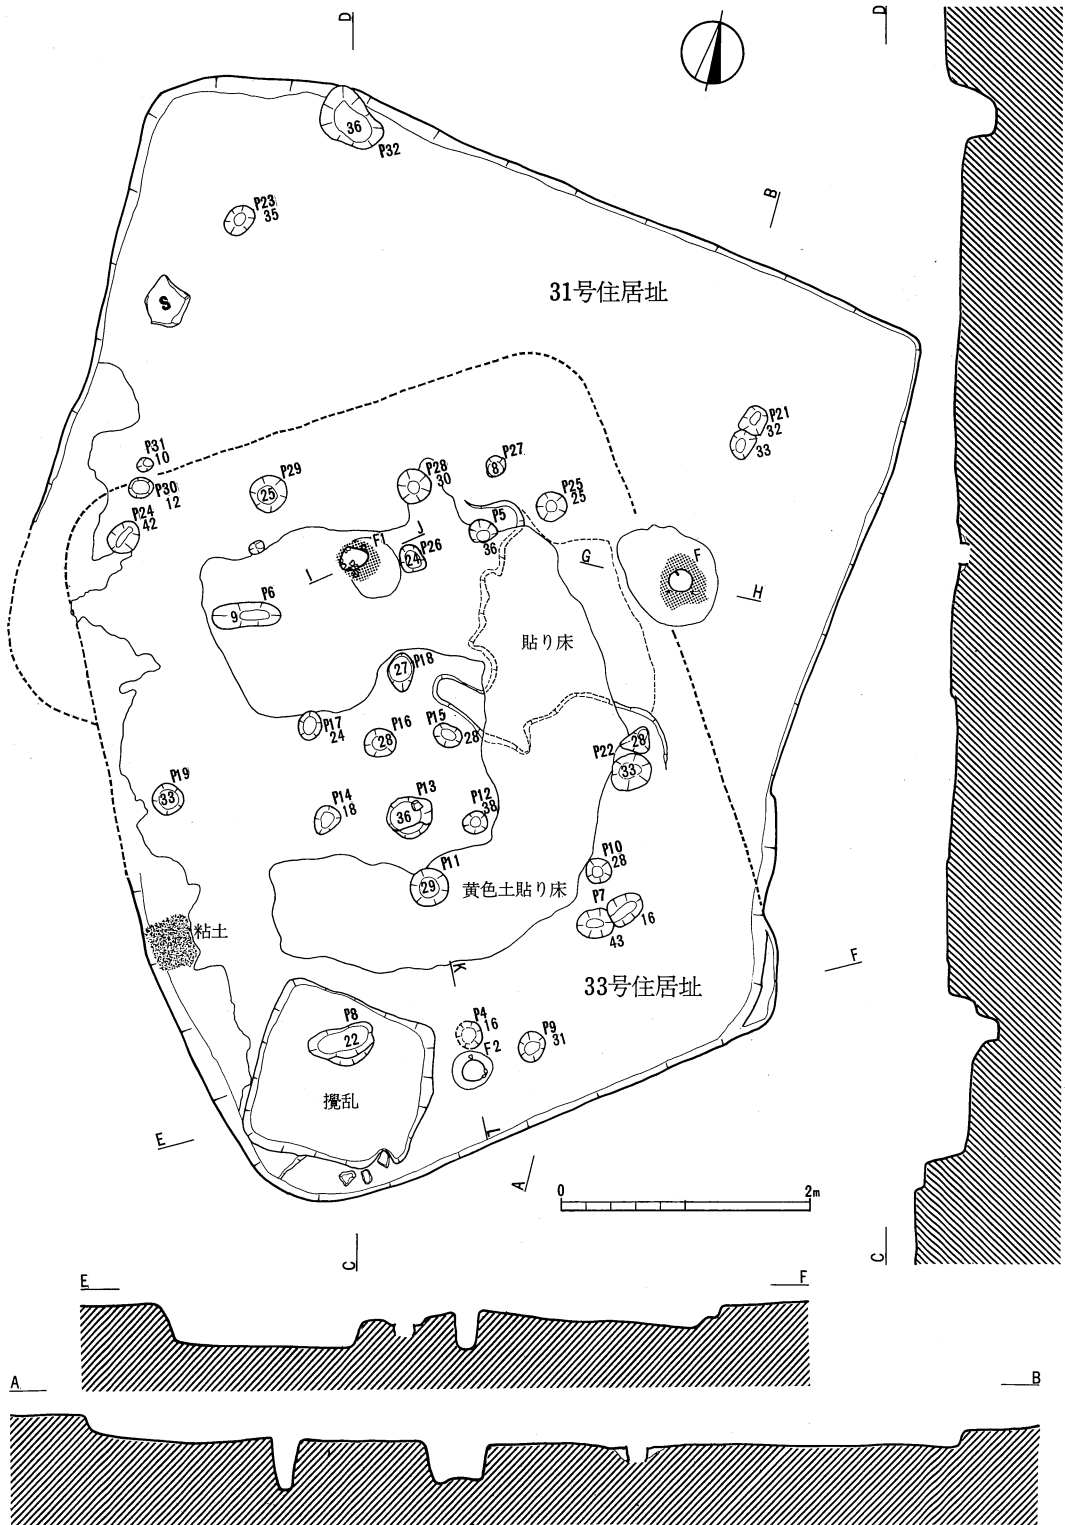 D
D
36
P32
B
P23
35
31号住居址
S
P21
32
33
P31
10
P30
12
P24
42
P29
25
P28
30
P27
8
P25
25
P5
36
J
F1
P26
24
I
G
F
H
P6
9
貼り床
27
P18
P17
24
P16
28
P15
28
28
P22
33
P19
33
P14
18
P13
36
P12
38
P10
28
P11
29
黄色土貼り床
P7
16
43
粘土
F
K
33号住居址
P8
22
P4
16
F2
P9
31
攪乱
E
L
A
0
2m
C
C
E
F
A
B